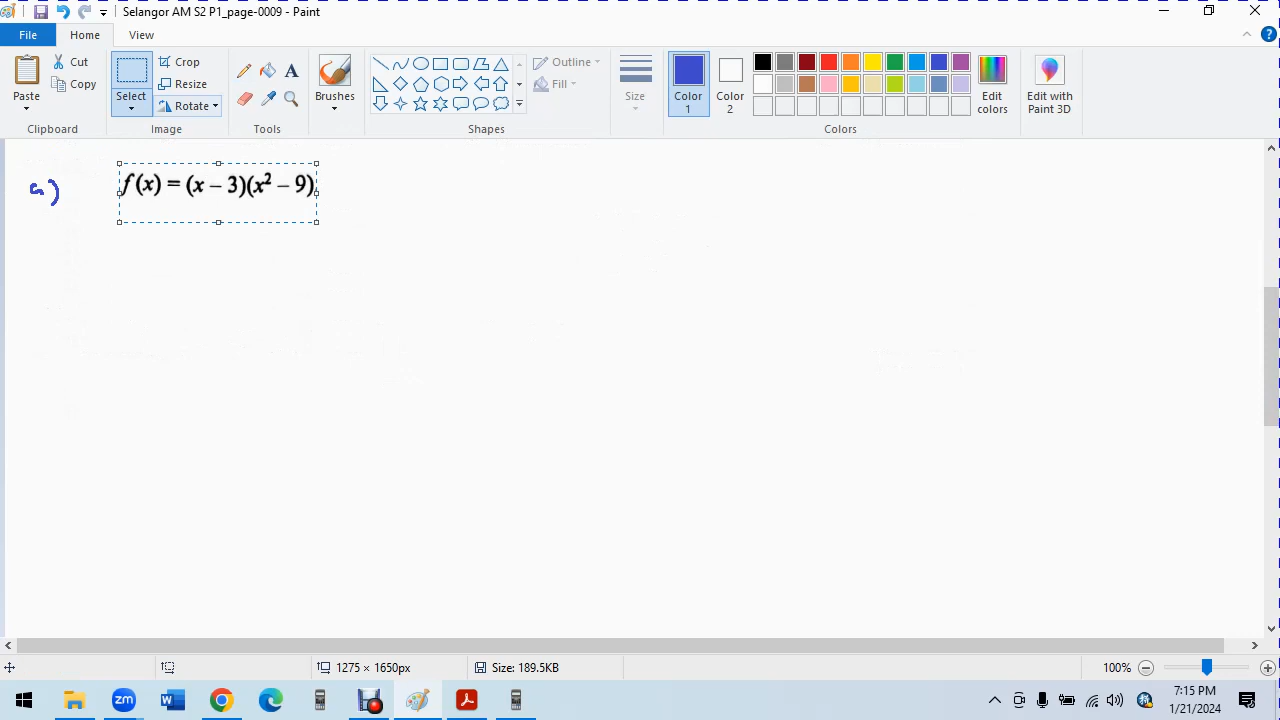 Selangor AM S2 P1_page-0009 - Paint
File Home View
Paste Cut Copy Clipboard
Select Crop Resize Rotate Image
A Tools
Brushes
Outline Fill Shapes
Size
Color 1 Color 2 Edit colors Colors
Edit with Paint 3D
a) f(x) = (x – 3)(x² – 9)
1275 × 1650px Size: 189.5KB 100%
zm W 7:15 PM
1/21/2024